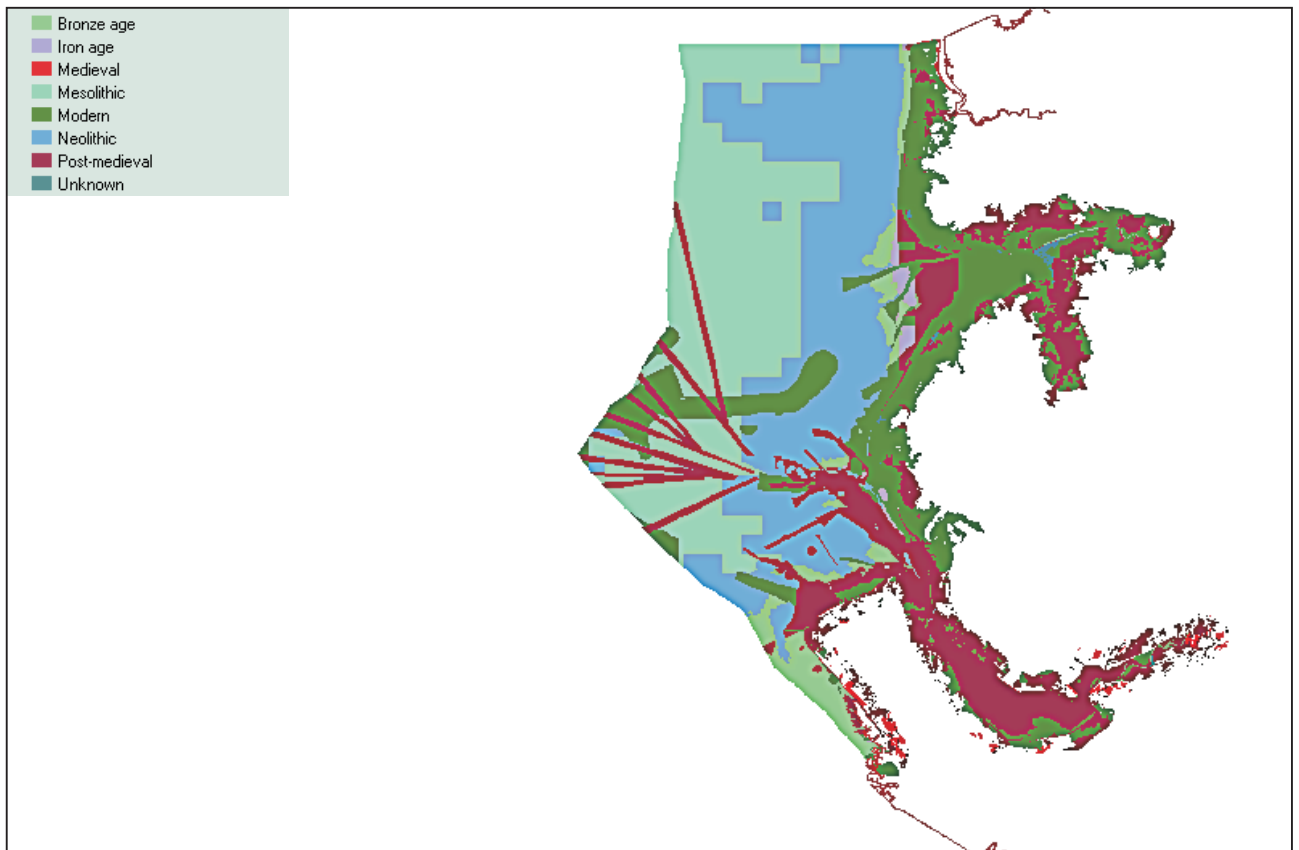 Bronze age
Iron age
Medieval
Mesolithic
Modern
Neolithic
Post-medieval
Unknown